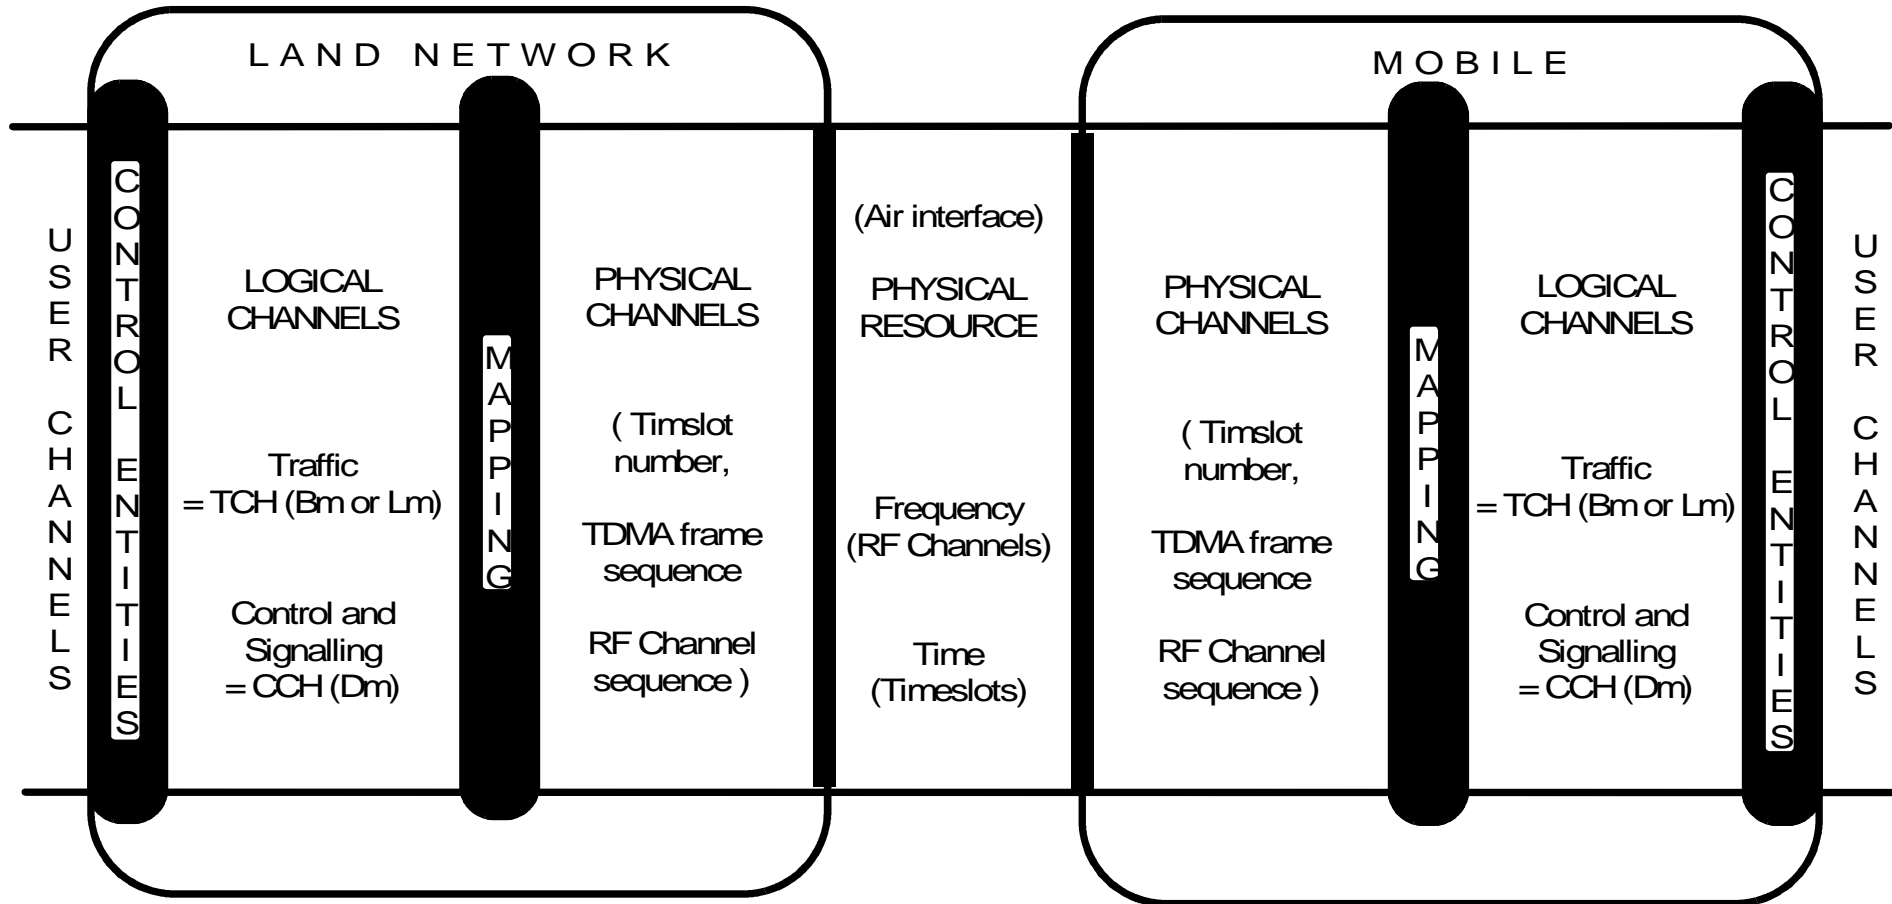 LAND NETWORK
MOBILE
USER CHANNELS
CONTROL ENTITIES
LOGICAL
CHANNELS
Traffic
= TCH (Bm or Lm)
Control and
Signalling
= CCH (Dm)
MAPPING
PHYSICAL
CHANNELS
( Timslot
number,
TDMA frame
sequence
RF Channel
sequence )
(Air interface)
PHYSICAL
RESOURCE
Frequency
(RF Channels)
Time
(Timeslots)
PHYSICAL
CHANNELS
( Timslot
number,
TDMA frame
sequence
RF Channel
sequence )
MAPPING
LOGICAL
CHANNELS
Traffic
= TCH (Bm or Lm)
Control and
Signalling
= CCH (Dm)
CONTROL ENTITIES
USER CHANNELS